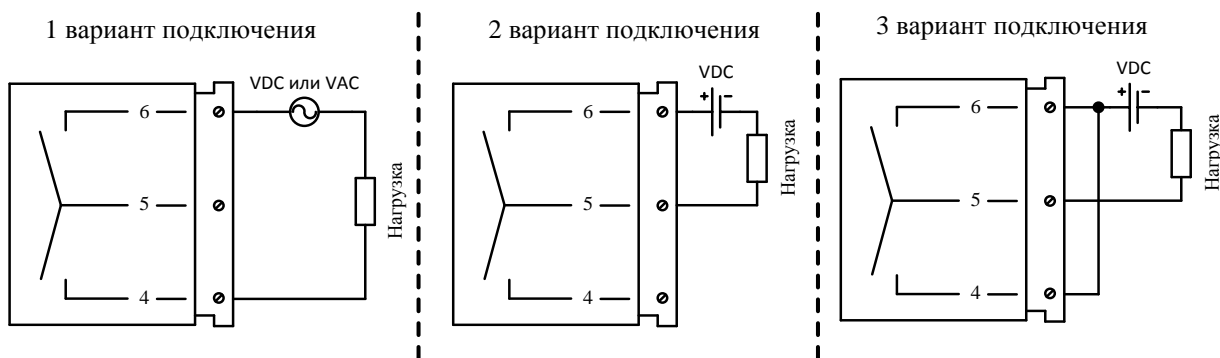 1 вариант подключения
VDC или VAC
6
5
4
Нагрузка
2 вариант подключения
VDC
+ −
6
5
4
Нагрузка
3 вариант подключения
VDC
+ −
6
5
4
Нагрузка